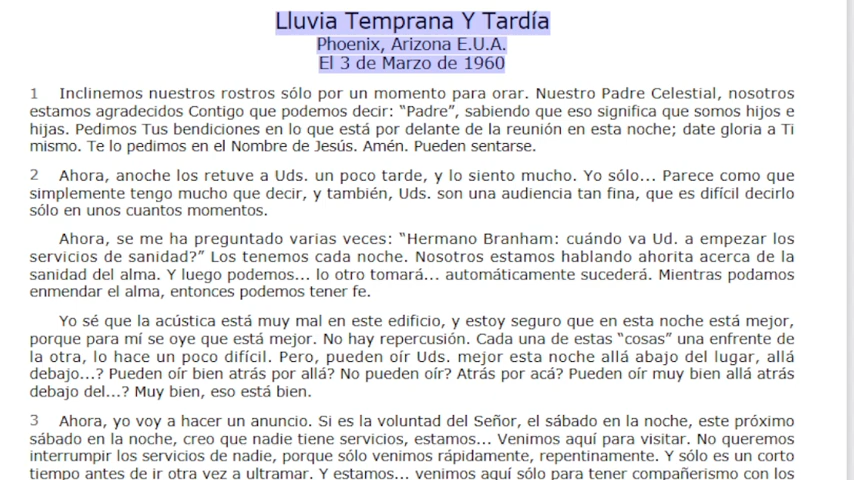 Lluvia Temprana Y Tardía
Phoenix, Arizona E.U.A.
El 3 de Marzo de 1960
1 Inclinemos nuestros rostros sólo por un momento para orar. Nuestro Padre Celestial, nosotros
estamos agradecidos Contigo que podemos decir: “Padre”, sabiendo que eso significa que somos hijos e
hijas. Pedimos Tus bendiciones en lo que está por delante de la reunión en esta noche; date gloria a Ti
mismo. Te lo pedimos en el Nombre de Jesús. Amén. Pueden sentarse.
2 Ahora, anoche los retuve a Uds. un poco tarde, y lo siento mucho. Yo sólo... Parece como que
simplemente tengo mucho que decir, y también, Uds. son una audiencia tan fina, que es difícil decirlo
sólo en unos cuantos momentos.
Ahora, se me ha preguntado varias veces: “Hermano Branham: cuándo va Ud. a empezar los
servicios de sanidad?” Los tenemos cada noche. Nosotros estamos hablando ahorita acerca de la
sanidad del alma. Y luego podemos... lo otro tomará... automáticamente sucederá. Mientras podamos
enmendar el alma, entonces podemos tener fe.
Yo sé que la acústica está muy mal en este edificio, y estoy seguro que en esta noche está mejor,
porque para mí se oye que está mejor. No hay repercusión. Cada una de estas “cosas” una enfrente de
la otra, lo hace un poco difícil. Pero, pueden oír Uds. mejor esta noche allá abajo del lugar, allá
debajo...? Pueden oír bien atrás por allá? No pueden oír? Atrás por acá? Pueden oír muy bien allá atrás
debajo del...? Muy bien, eso está bien.
3 Ahora, yo voy a hacer un anuncio. Si es la voluntad del Señor, el sábado en la noche, este próximo
sábado en la noche, creo que nadie tiene servicios, estamos... Venimos aquí para visitar. No queremos
interrumpir los servicios de nadie, porque sólo venimos rápidamente, repentinamente. Y sólo es un corto
tiempo antes de ir otra vez a ultramar. Y estamos... venimos aquí sólo para tener compañerismo con los